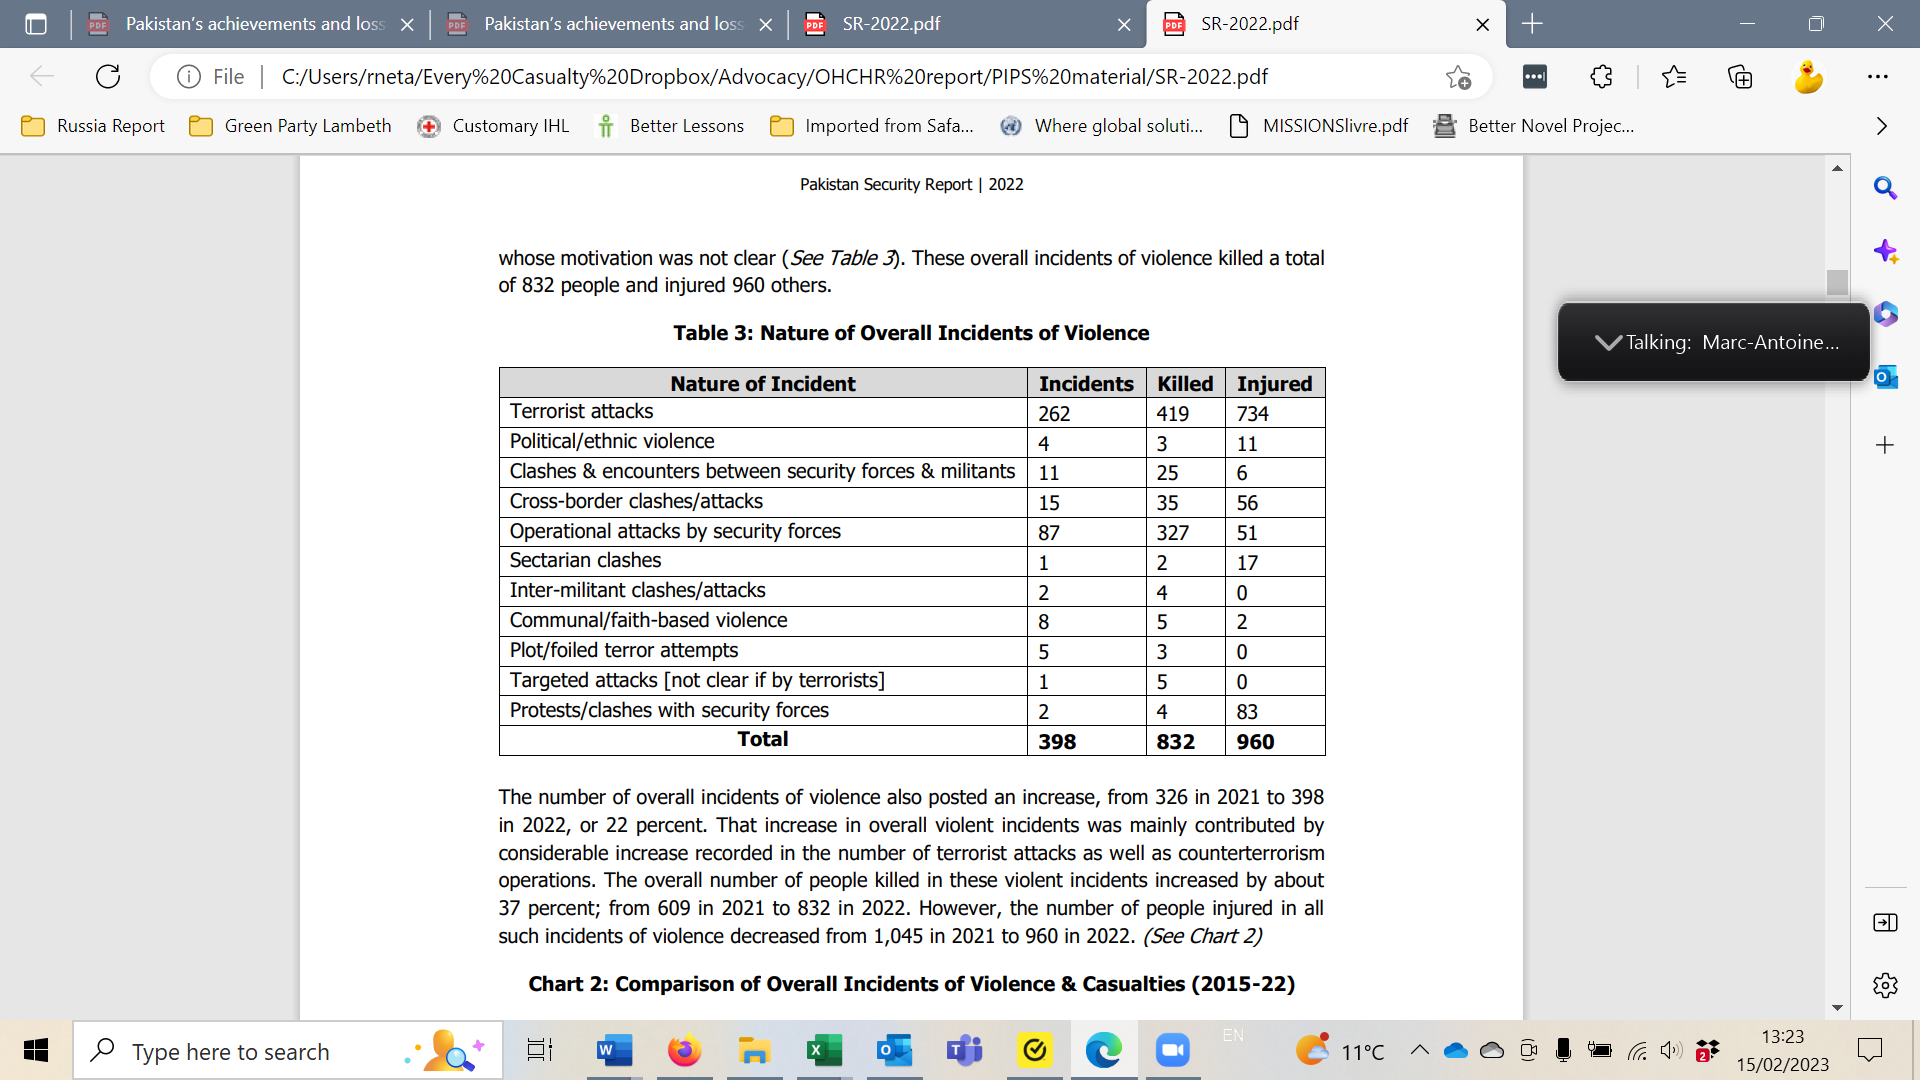 Pakistan's achievements and loss
Pakistan's achievements and loss
SR-2022.pdf
SR-2022.pdf
File
C:/Users/rneta/Every%20Casualty%20Dropbox/Advocacy/OHCHR%20report/PIPS%20material/SR-2022.pdf
Russia Report
Green Party Lambeth
Customary IHL
Better Lessons
Imported from Safa...
Where global soluti...
MISSIONSlivre.pdf
Better Novel Projec...
Pakistan Security Report | 2022
whose motivation was not clear (See Table 3). These overall incidents of violence killed a total
of 832 people and injured 960 others.
Talking: Marc-Antoine...
Table 3: Nature of Overall Incidents of Violence
Nature of Incident Incidents Killed Injured
Terrorist attacks 262 419 734
Political/ethnic violence 4 3 11
Clashes & encounters between security forces & militants 11 25 6
Cross-border clashes/attacks 15 35 56
Operational attacks by security forces 87 327 51
Sectarian clashes 1 2 17
Inter-militant clashes/attacks 2 4 0
Communal/faith-based violence 8 5 2
Plot/foiled terror attempts 5 3 0
Targeted attacks [not clear if by terrorists] 1 5 0
Protests/clashes with security forces 2 4 83
Total 398 832 960
The number of overall incidents of violence also posted an increase, from 326 in 2021 to 398
in 2022, or 22 percent. That increase in overall violent incidents was mainly contributed by
considerable increase recorded in the number of terrorist attacks as well as counterterrorism
operations. The overall number of people killed in these violent incidents increased by about
37 percent; from 609 in 2021 to 832 in 2022. However, the number of people injured in all
such incidents of violence decreased from 1,045 in 2021 to 960 in 2022. (See Chart 2)
Chart 2: Comparison of Overall Incidents of Violence & Casualties (2015-22)
Type here to search
EN
11°C
13:23
15/02/2023